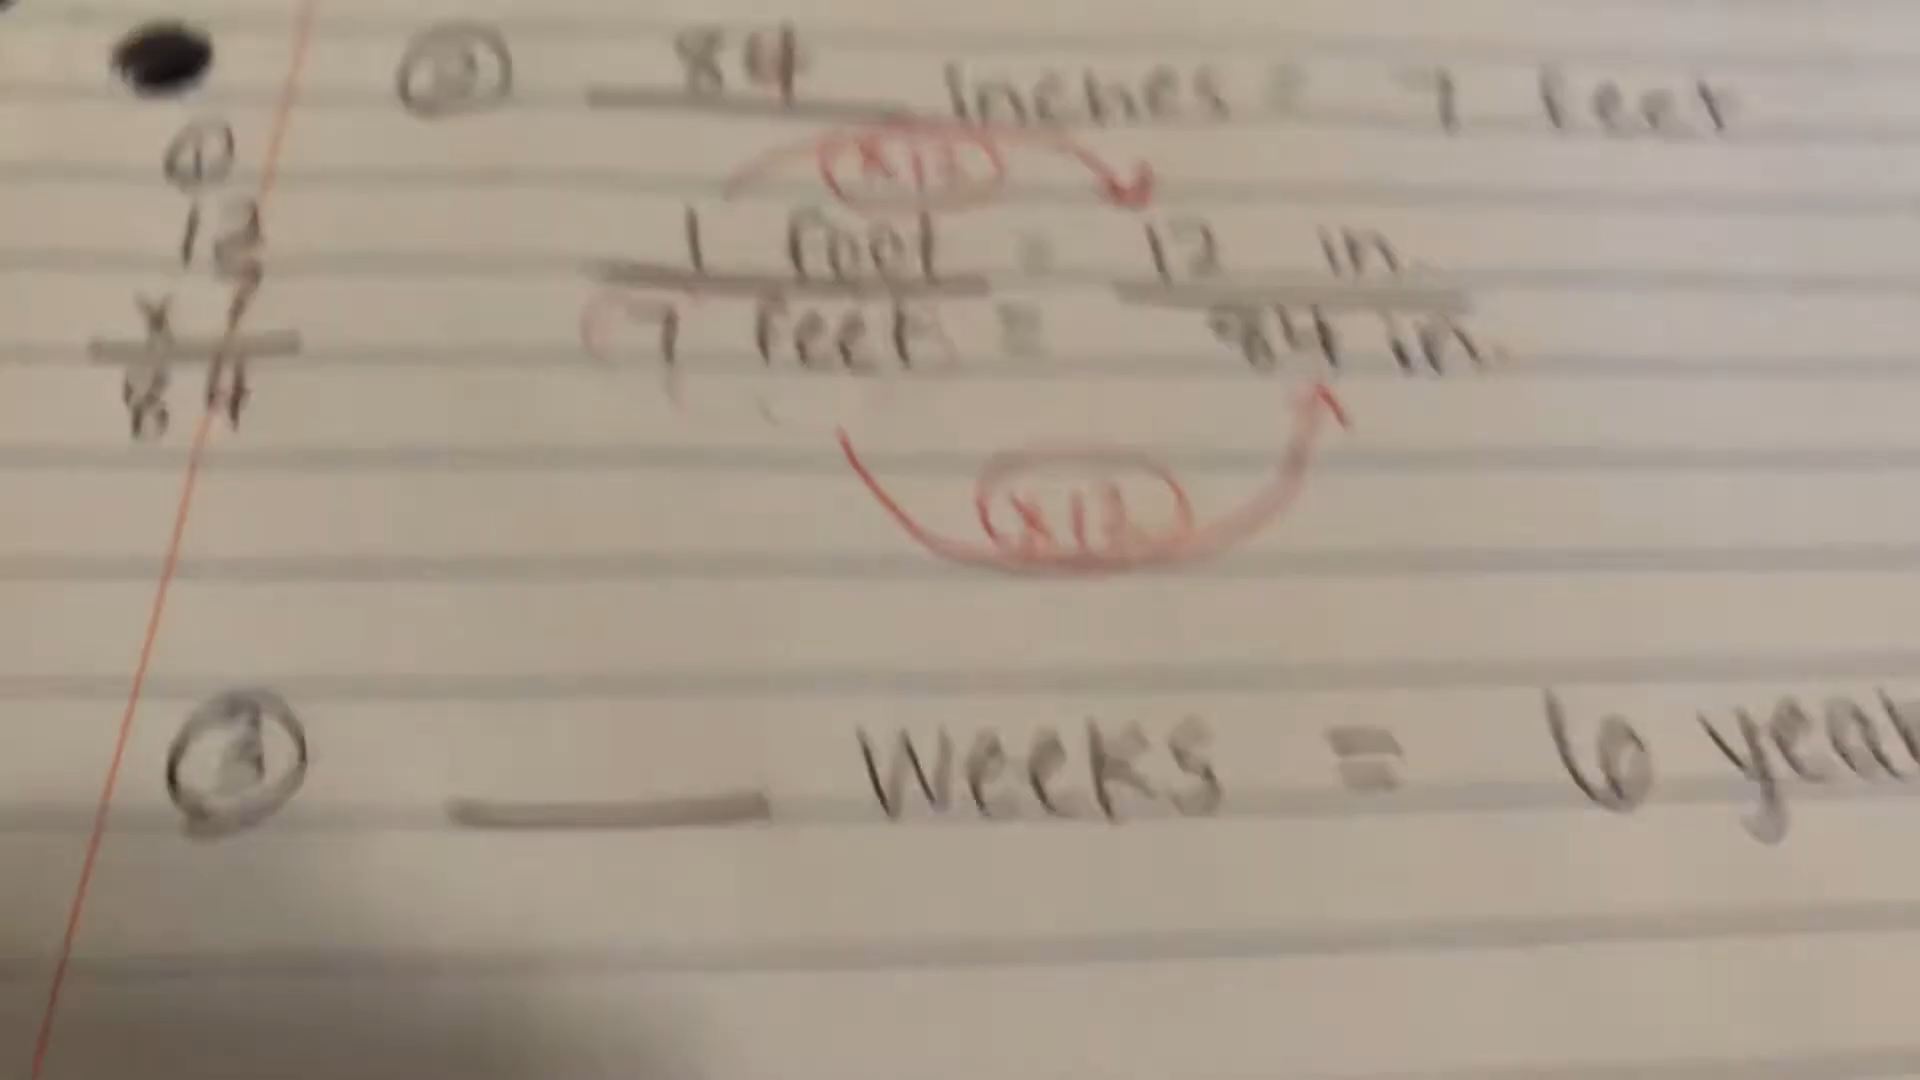 ② 84 inches = 7 feet
①
12
x 7
84
(x12)
1 foot = 12 in.
7 feet = 84 in.
(x12)
③ ___ weeks = 6 year